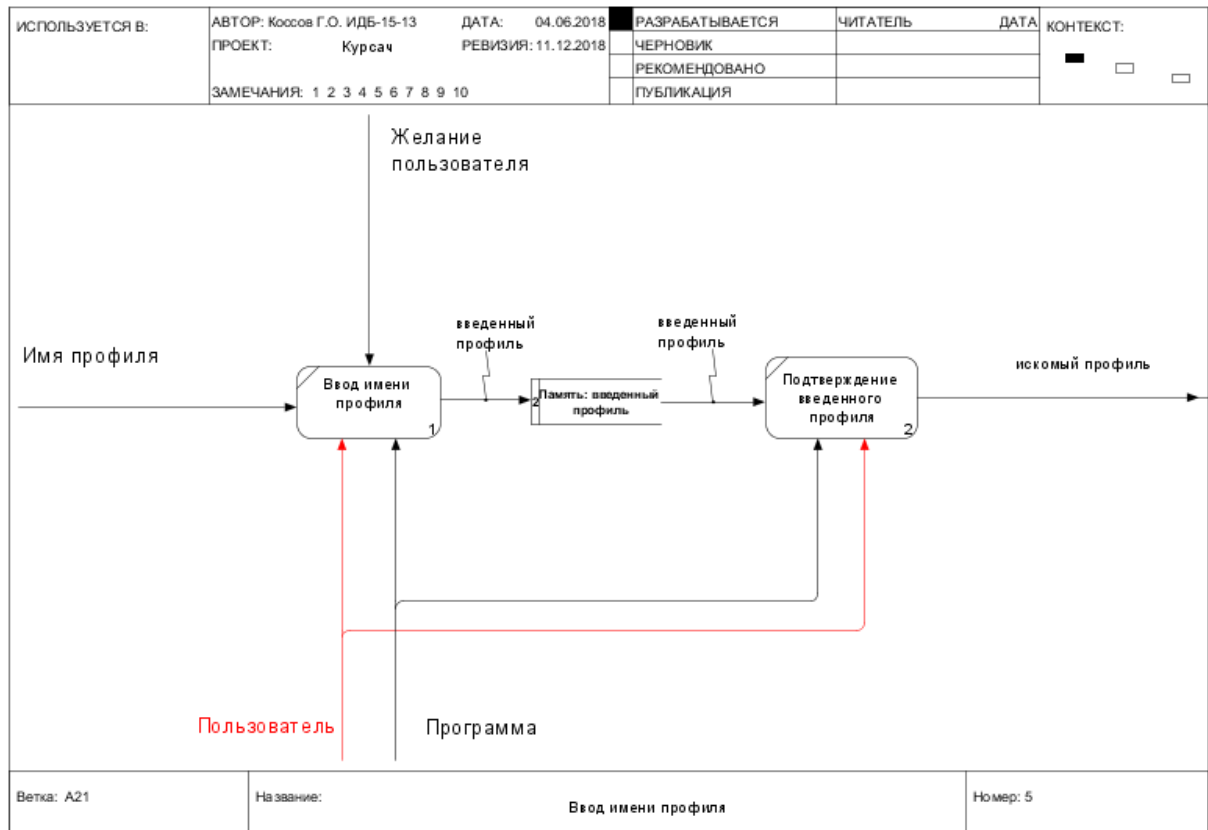 ИСПОЛЬЗУЕТСЯ В:
АВТОР: Коссов Г.О. ИДБ-15-13
ДАТА: 04.06.2018
ПРОЕКТ: Курсач
РЕВИЗИЯ: 11.12.2018
ЗАМЕЧАНИЯ: 1 2 3 4 5 6 7 8 9 10
РАЗРАБАТЫВАЕТСЯ
ЧЕРНОВИК
РЕКОМЕНДОВАНО
ПУБЛИКАЦИЯ
ЧИТАТЕЛЬ ДАТА
КОНТЕКСТ:
Желание
пользователя
Имя профиля
Ввод имени
профиля
1
введенный
профиль
2
Память: введенный
профиль
введенный
профиль
Подтверждение
введенного
профиля
2
искомый профиль
Пользователь
Программа
Ветка: A21
Название:
Ввод имени профиля
Номер: 5